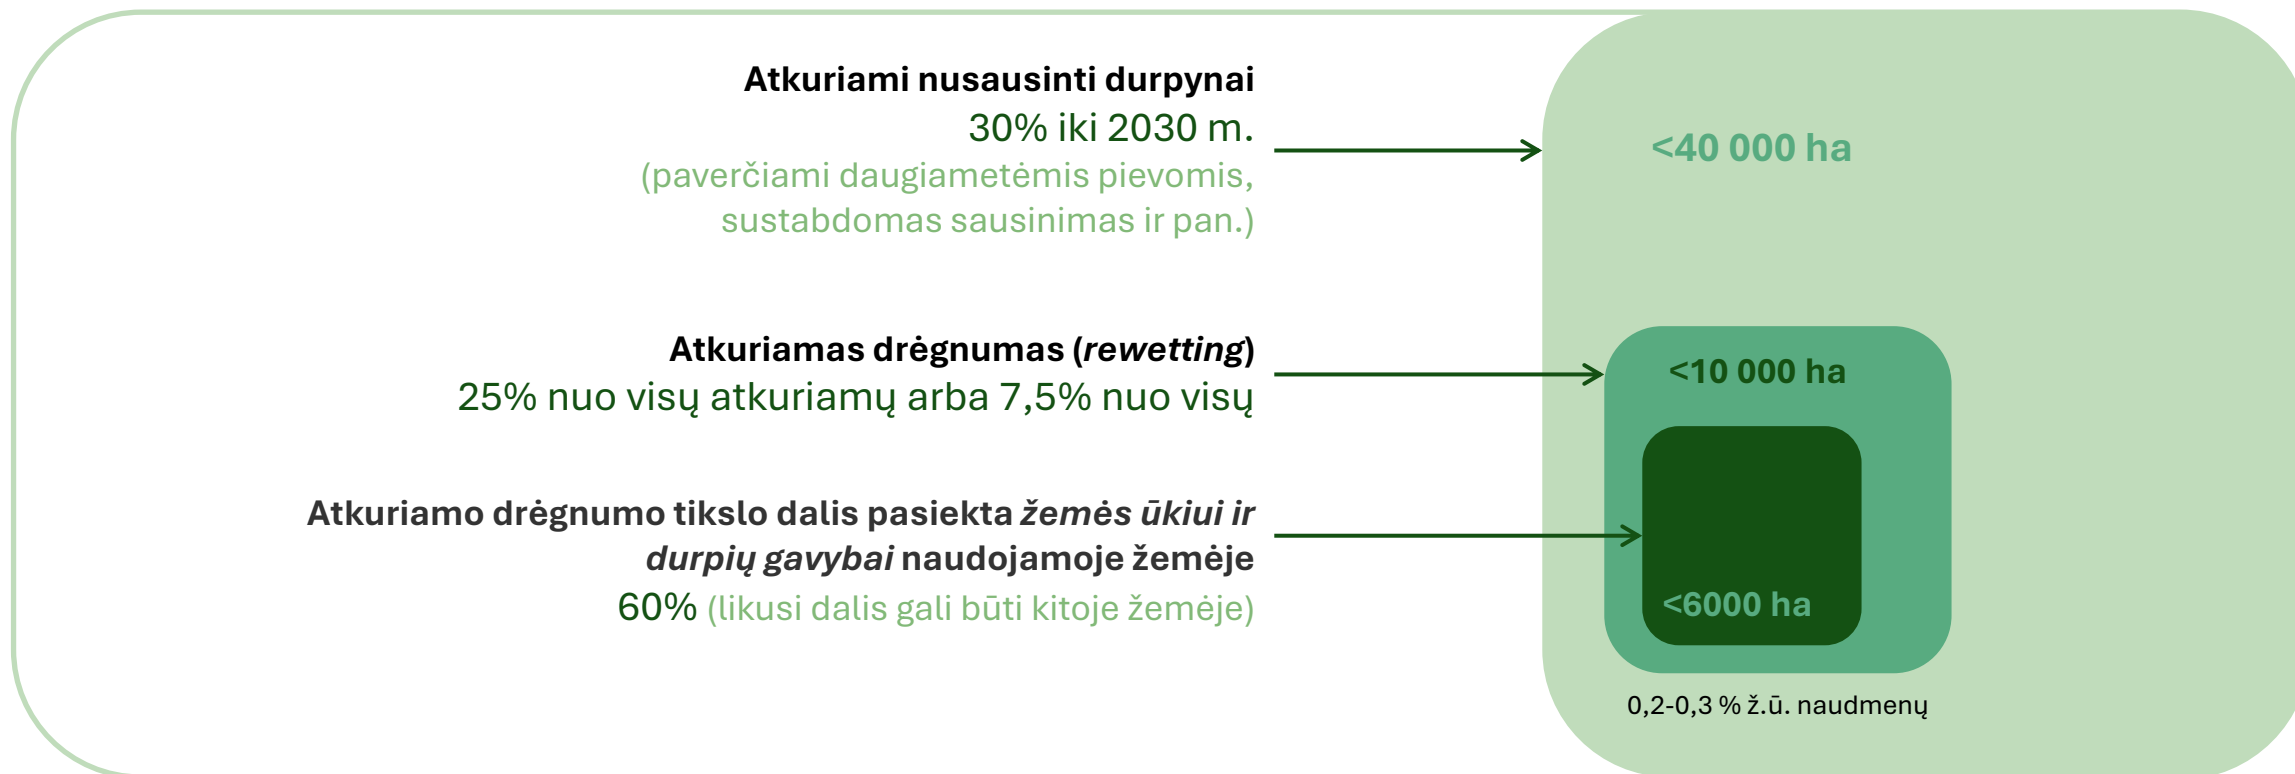 Atkuriami nusausinti durpynai
30% iki 2030 m.
(paverčiami daugiametėmis pievomis,
sustabdomas sausinimas ir pan.)
<40 000 ha
Atkuriamas drėgnumas (rewetting)
25% nuo visų atkuriamų arba 7,5% nuo visų
<10 000 ha
Atkuriamo drėgnumo tikslo dalis pasiekta žemės ūkiui ir
durpių gavybai naudojamoje žemėje
60% (likusi dalis gali būti kitoje žemėje)
<6000 ha
0,2-0,3 % ž.ū. naudmenų